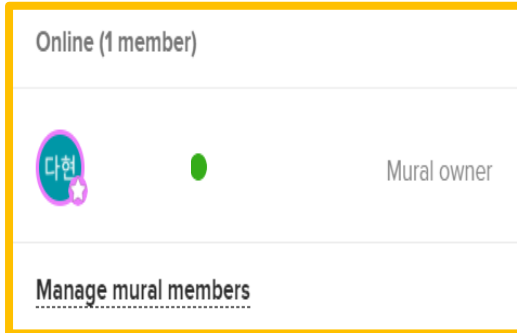 Online (1 member)
다현
Mural owner
Manage mural members